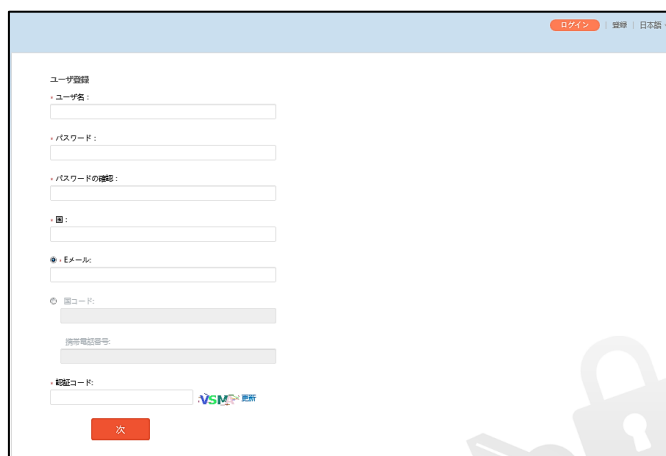 ログイン | 登録 | 日本語
ユーザ登録
* ユーザ名 :
* パスワード :
* パスワードの確認 :
* 国 :
* Eメール:
国コード:
携帯電話番号:
* 認証コード:
更新
次